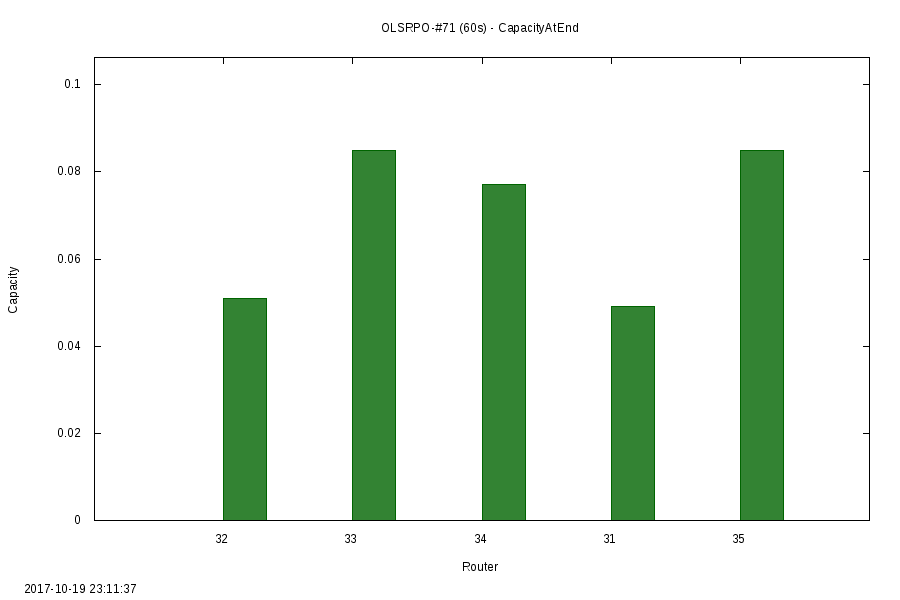 OLSRPO-#71 (60s) - CapacityAtEnd
0.1
0.08
0.06
0.04
0.02
0
Capacity
32 33 34 31 35
Router
2017-10-19 23:11:37